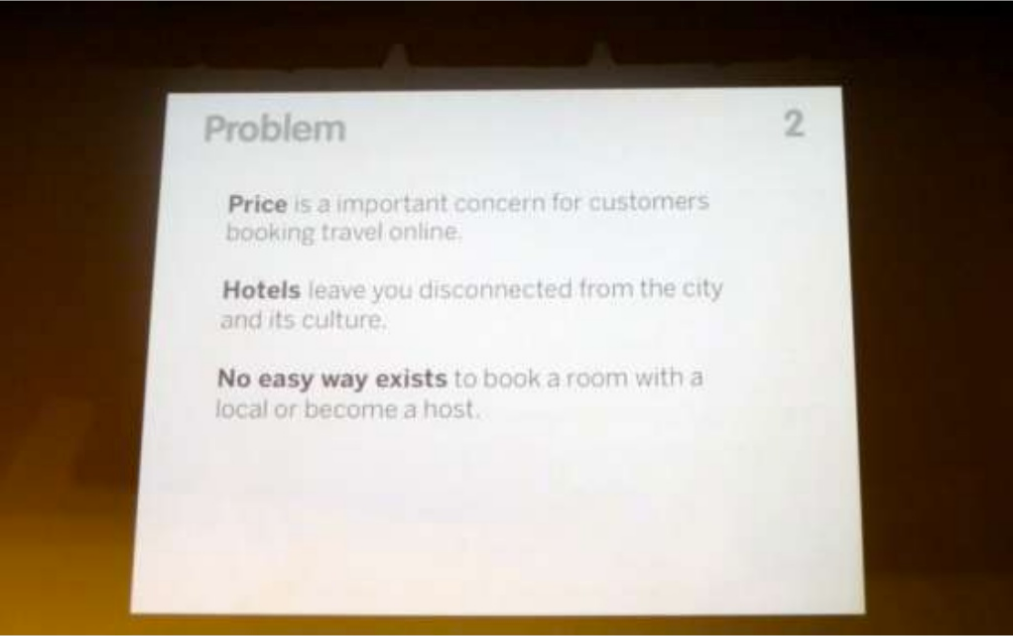 Problem
2
Price is a important concern for customers
booking travel online.
Hotels leave you disconnected from the city
and its culture.
No easy way exists to book a room with a
local or become a host.